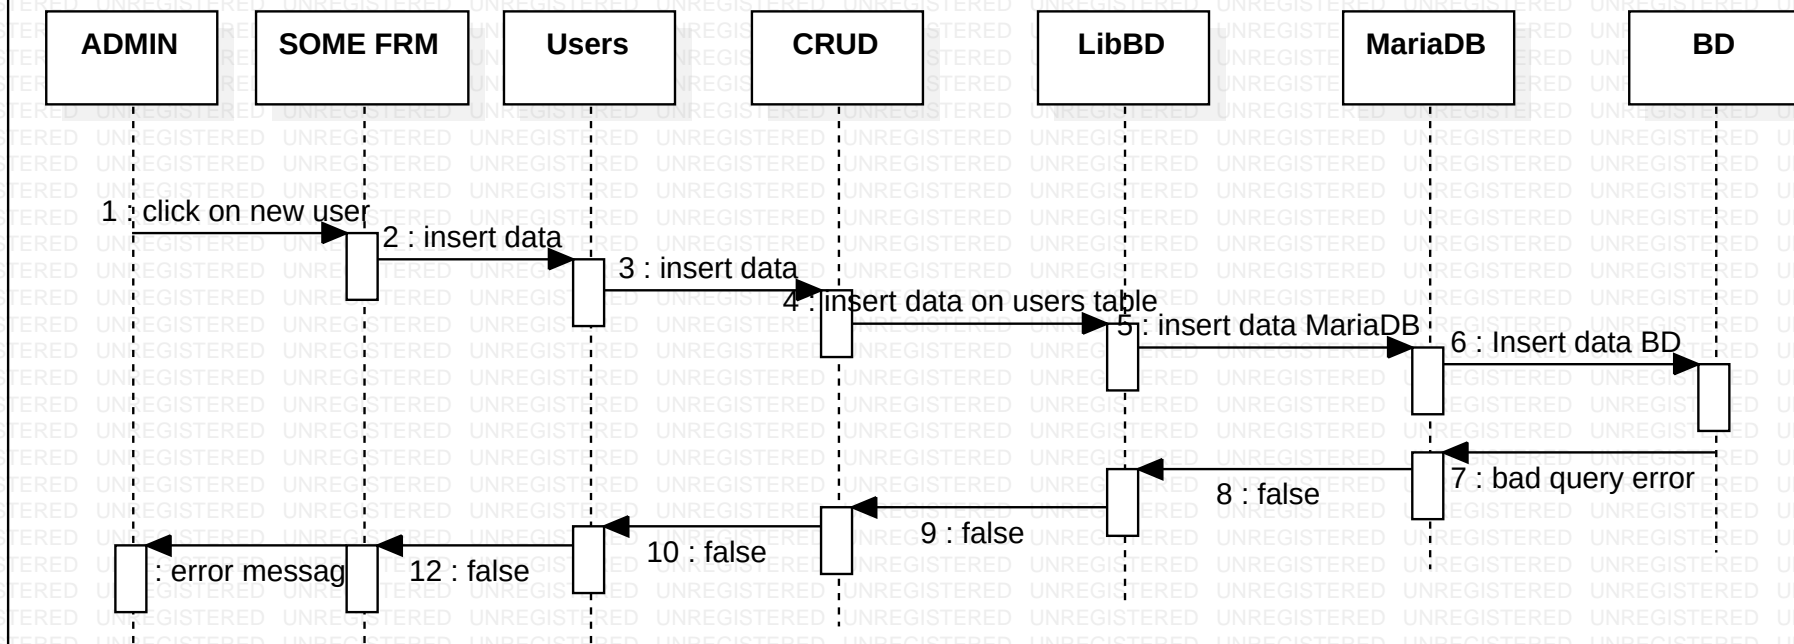 ADMIN
SOME FRM
Users
CRUD
LibBD
MariaDB
BD
1 : click on new user
2 : insert data
3 : insert data
4 : insert data on users table
5 : insert data MariaDB
6 : Insert data BD
7 : bad query error
8 : false
9 : false
10 : false
12 : false
: error messag
UNREGISTERED